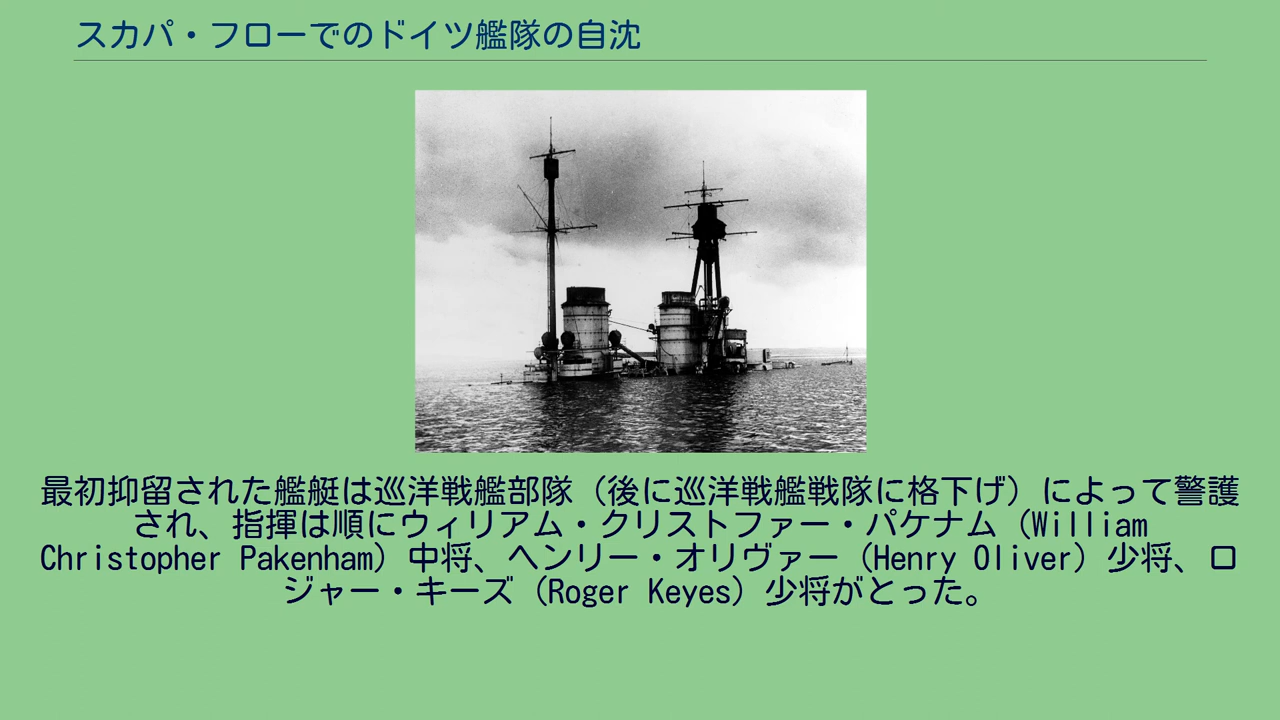 スカパ・フローでのドイツ艦隊の自沈
最初抑留された艦艇は巡洋戦艦部隊（後に巡洋戦艦戦隊に格下げ）によって警護
され、指揮は順にウィリアム・クリストファー・パケナム（William
Christopher Pakenham）中将、ヘンリー・オリヴァー（Henry Oliver）少将、ロ
ジャー・キーズ（Roger Keyes）少将がとった。